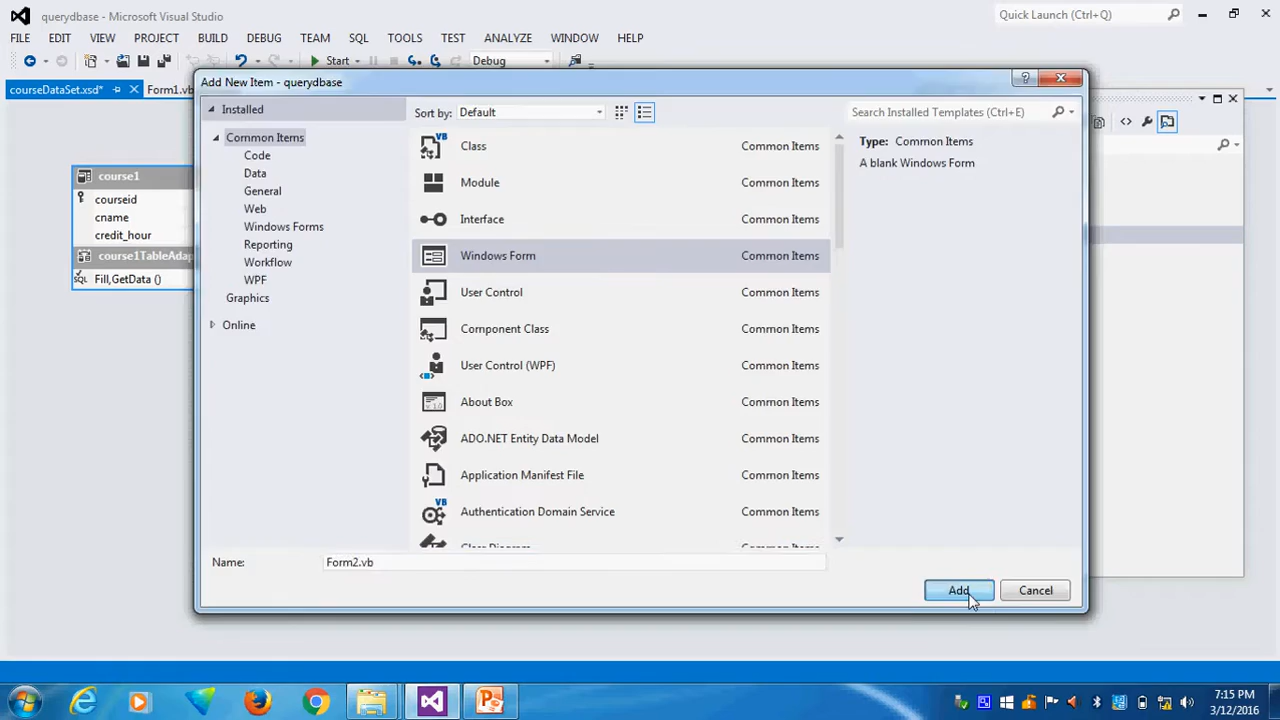 querydbase - Microsoft Visual Studio
Quick Launch (Ctrl+Q)
FILE EDIT VIEW PROJECT BUILD DEBUG TEAM SQL TOOLS TEST ANALYZE WINDOW HELP
Start Debug
courseDataSet.xsd* Form1.vb
Add New Item - querydbase
Installed
Sort by: Default
Search Installed Templates (Ctrl+E)
Common Items
Code
Data
General
Web
Windows Forms
Reporting
Workflow
WPF
Graphics
Online
Class Common Items
Module Common Items
Interface Common Items
Windows Form Common Items
User Control Common Items
Component Class Common Items
User Control (WPF) Common Items
About Box Common Items
ADO.NET Entity Data Model Common Items
Application Manifest File Common Items
Authentication Domain Service Common Items
Type: Common Items
A blank Windows Form
course1
courseid
cname
credit_hour
course1TableAdap
Fill,GetData ()
Name: Form2.vb
Add Cancel
7:15 PM
3/12/2016